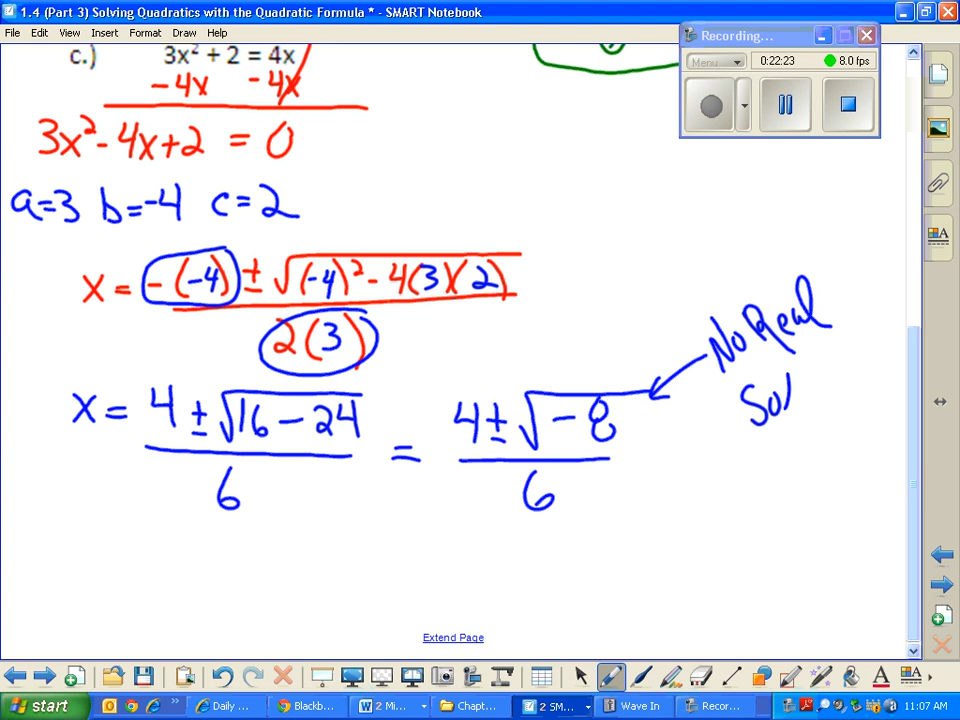 1.4 (Part 3) Solving Quadratics with the Quadratic Formula * - SMART Notebook
File Edit View Insert Format Draw Help
Recording...
Menu
0:22:23
8.0 fps
c.) 3x² + 2 = 4x
- 4x - 4x
3x² - 4x + 2 = 0
a=3 b=-4 c=2
x = -(-4) ± √(-4)² - 4(3)(2)
2(3)
No Real
Sol
x = 4 ± √16 - 24 = 4 ± √-8
6 6
Extend Page
start
Daily ...
Blackb...
2 Mi...
Chapt...
2 SM...
Wave In
Recor...
11:07 AM